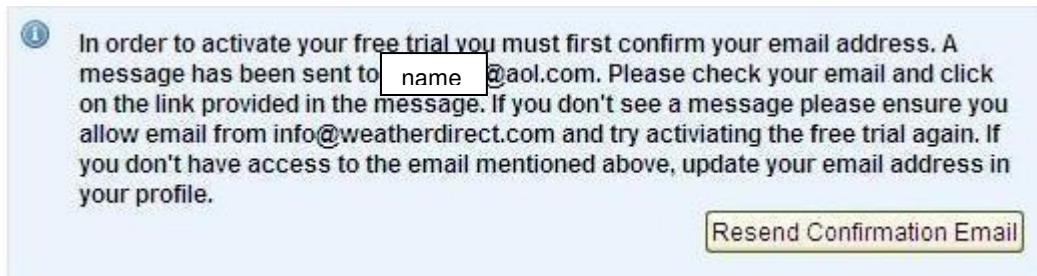 In order to activate your free trial you must first confirm your email address. A
message has been sent to name @aol.com. Please check your email and click
on the link provided in the message. If you don't see a message please ensure you
allow email from info@weatherdirect.com and try activiating the free trial again. If
you don't have access to the email mentioned above, update your email address in
your profile.
Resend Confirmation Email